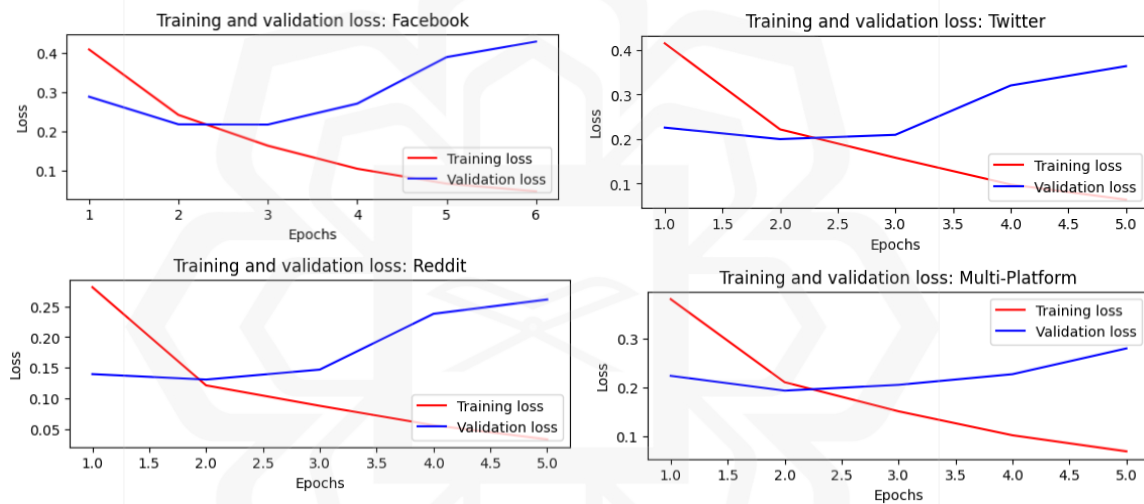 Training and validation loss: Facebook
0.4
0.3
0.2
0.1
Loss
Training loss
Validation loss
1 2 3 4 5 6
Epochs
Training and validation loss: Twitter
0.4
0.3
0.2
0.1
Loss
Training loss
Validation loss
1.0 1.5 2.0 2.5 3.0 3.5 4.0 4.5 5.0
Epochs
Training and validation loss: Reddit
0.25
0.20
0.15
0.10
0.05
Loss
Training loss
Validation loss
1.0 1.5 2.0 2.5 3.0 3.5 4.0 4.5 5.0
Epochs
Training and validation loss: Multi-Platform
Training loss
Validation loss
0.3
0.2
0.1
Loss
1.0 1.5 2.0 2.5 3.0 3.5 4.0 4.5 5.0
Epochs